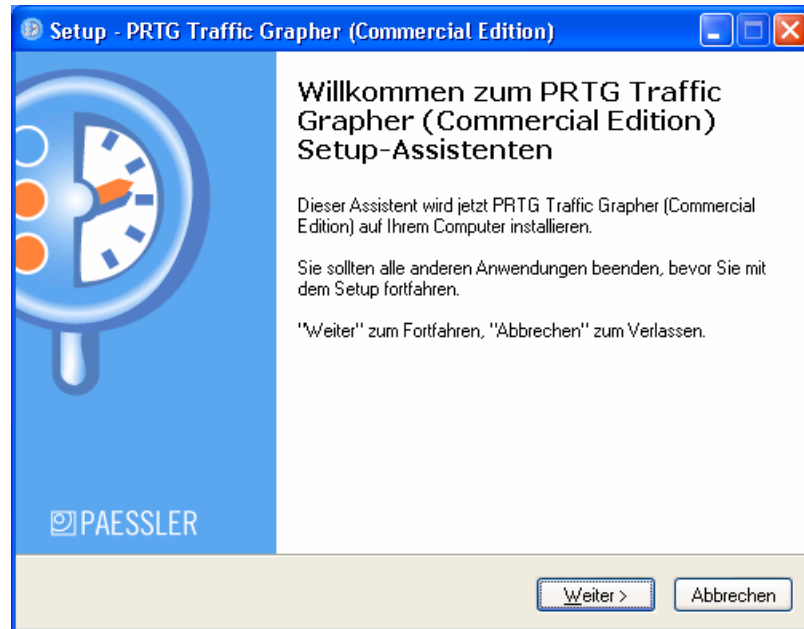 Setup - PRTG Traffic Grapher (Commercial Edition)
Willkommen zum PRTG Traffic
Grapher (Commercial Edition)
Setup-Assistenten
Dieser Assistent wird jetzt PRTG Traffic Grapher (Commercial
Edition) auf Ihrem Computer installieren.
Sie sollten alle anderen Anwendungen beenden, bevor Sie mit
dem Setup fortfahren.
"Weiter" zum Fortfahren, "Abbrechen" zum Verlassen.
PAESSLER
Weiter >
Abbrechen